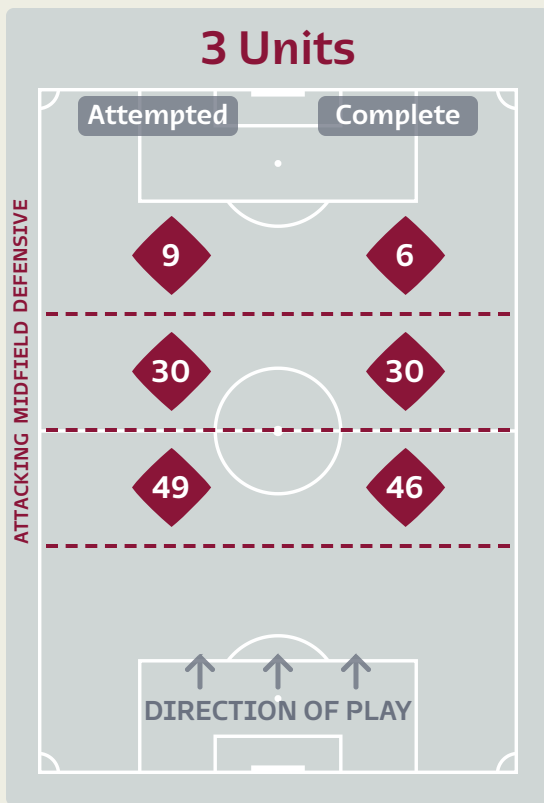 3 Units
Attempted Complete
ATTACKING MIDFIELD DEFENSIVE
9 6
30 30
49 46
DIRECTION OF PLAY